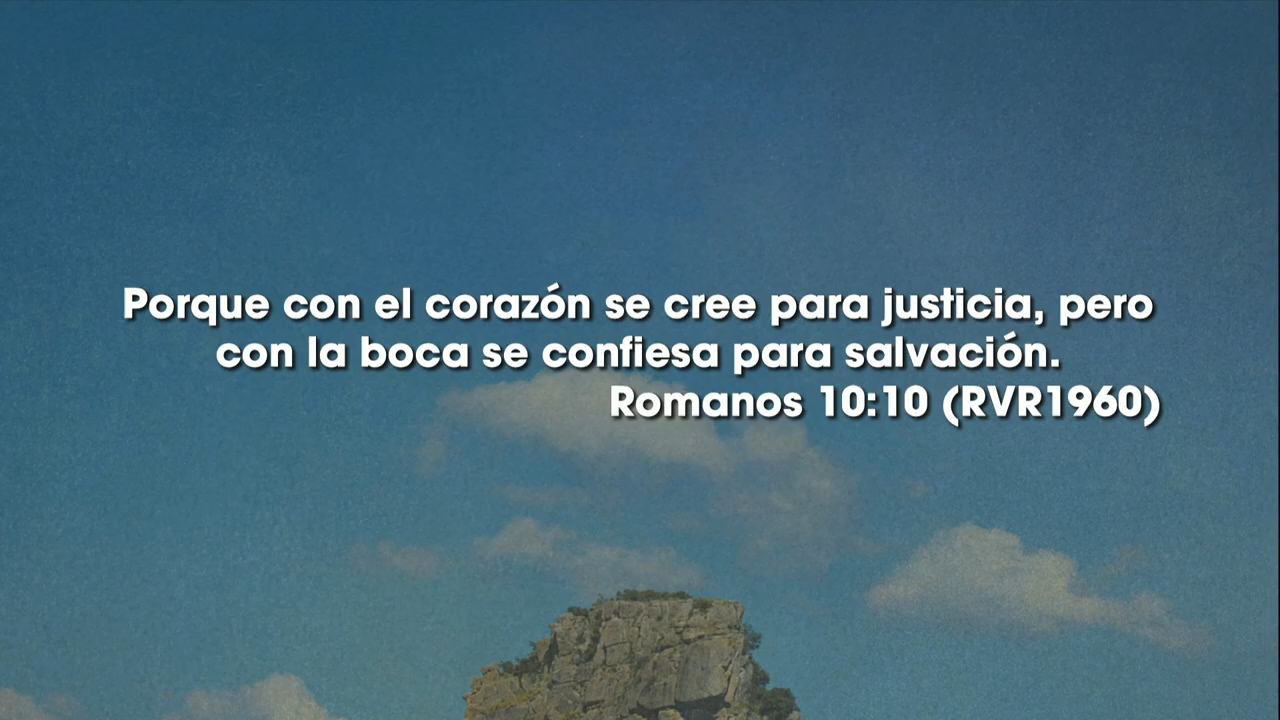 Porque con el corazón se cree para justicia, pero
con la boca se confiesa para salvación.
Romanos 10:10 (RVR1960)